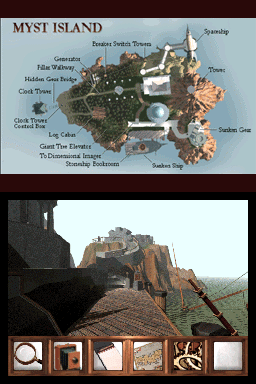 MYST ISLAND
Spaceship
Breaker Switch Towers
Generator
Pillar Walkway
Hidden Gear Bridge
Tower
Clock Tower
Clock Tower
Control Box
Sunken Gear
Log Cabin
Giant Tree Elevator
To Dimensional Imager
Stoneship Bookroom
Sunken Ship